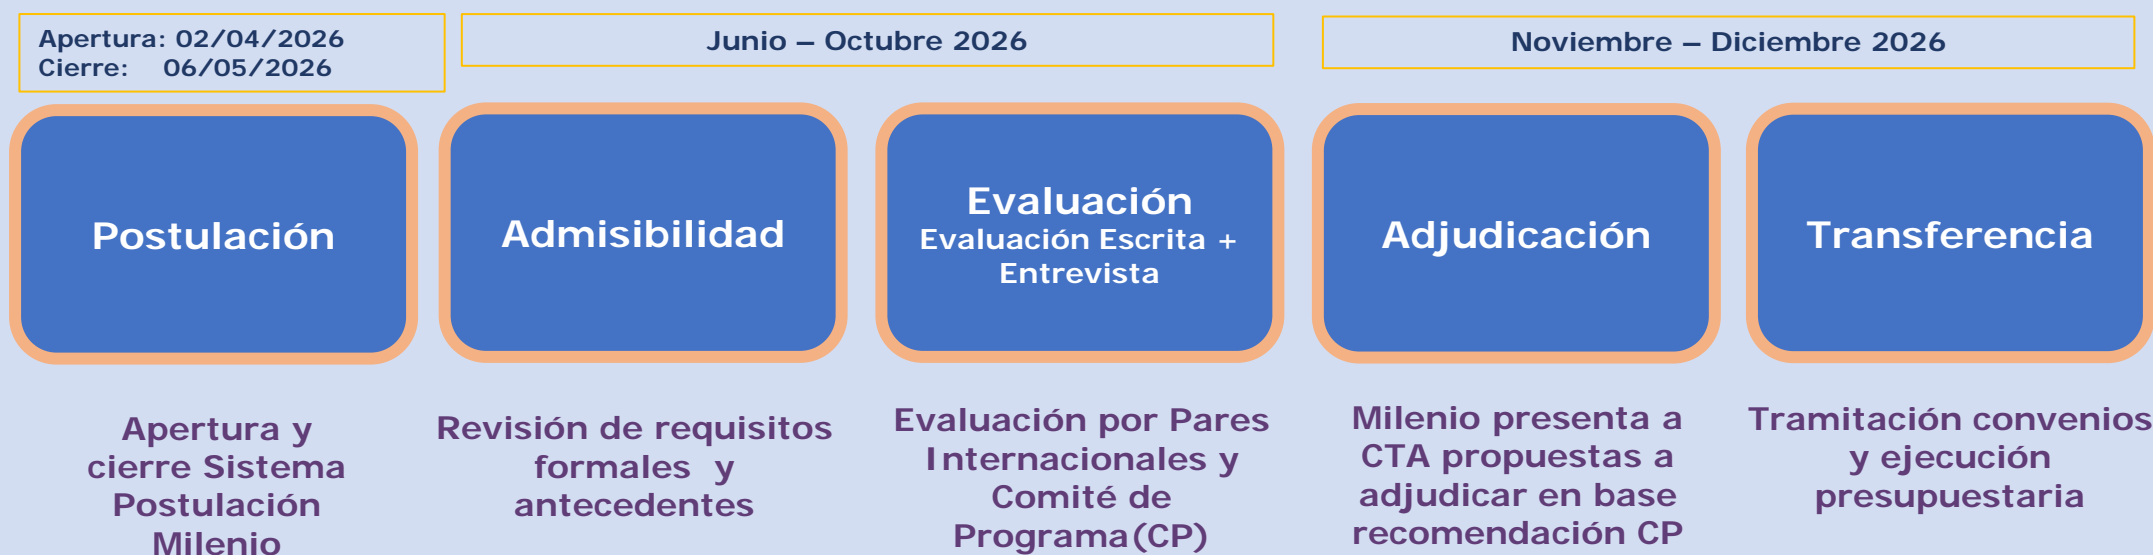 Apertura: 02/04/2026
Cierre: 06/05/2026
Junio – Octubre 2026
Noviembre – Diciembre 2026
Postulación
Admisibilidad
Evaluación
Evaluación Escrita +
Entrevista
Adjudicación
Transferencia
Apertura y
cierre Sistema
Postulación
Milenio
Revisión de requisitos
formales y
antecedentes
Evaluación por Pares
Internacionales y
Comité de
Programa(CP)
Milenio presenta a
CTA propuestas a
adjudicar en base
recomendación CP
Tramitación convenios
y ejecución
presupuestaria